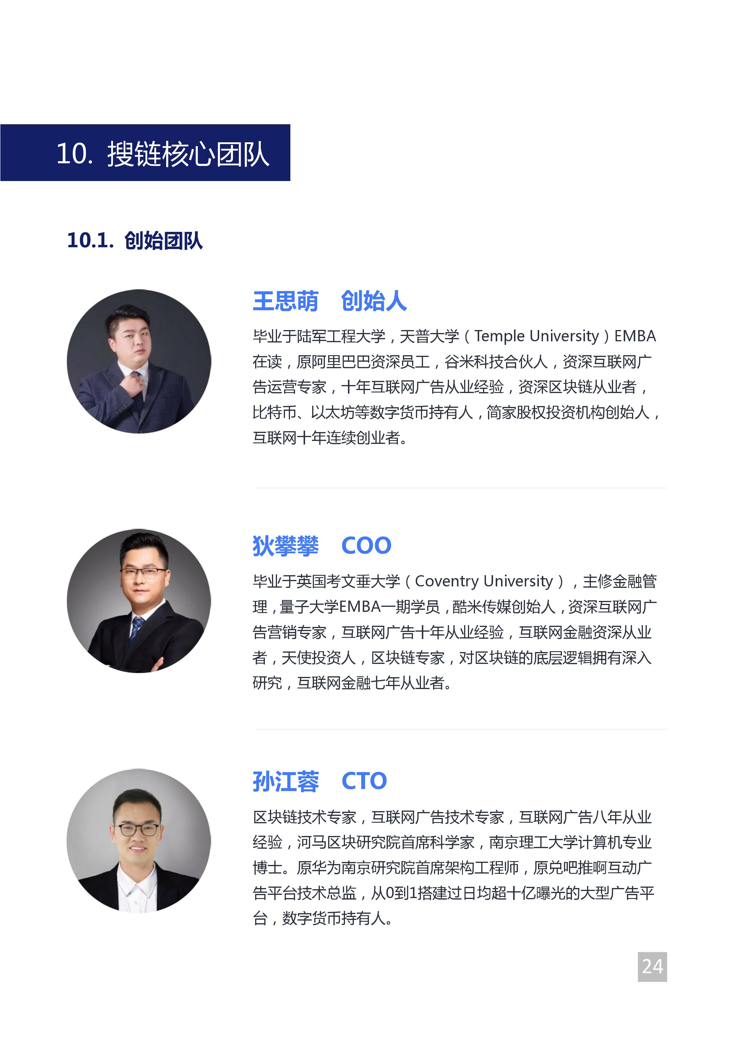 10. 搜链核心团队
10.1. 创始团队
王思萌 创始人
毕业于陆军工程大学，天普大学（Temple University）EMBA
在读，原阿里巴巴资深员工，谷米科技合伙人，资深互联网广
告运营专家，十年互联网广告从业经验，资深区块链从业者，
比特币、以太坊等数字货币持有人，简家股权投资机构创始人，
互联网十年连续创业者。
狄攀攀 COO
毕业于英国考文垂大学（Coventry University），主修金融管
理，量子大学EMBA一期学员，酷米传媒创始人，资深互联网广
告营销专家，互联网广告十年从业经验，互联网金融资深从业
者，天使投资人，区块链专家，对区块链的底层逻辑拥有深入
研究，互联网金融七年从业者。
孙江蓉 CTO
区块链技术专家，互联网广告技术专家，互联网广告八年从业
经验，河马区块研究院首席科学家，南京理工大学计算机专业
博士。原华为南京研究院首席架构工程师，原兑吧推啊互动广
告平台技术总监，从0到1搭建过日均超十亿曝光的大型广告平
台，数字货币持有人。
24